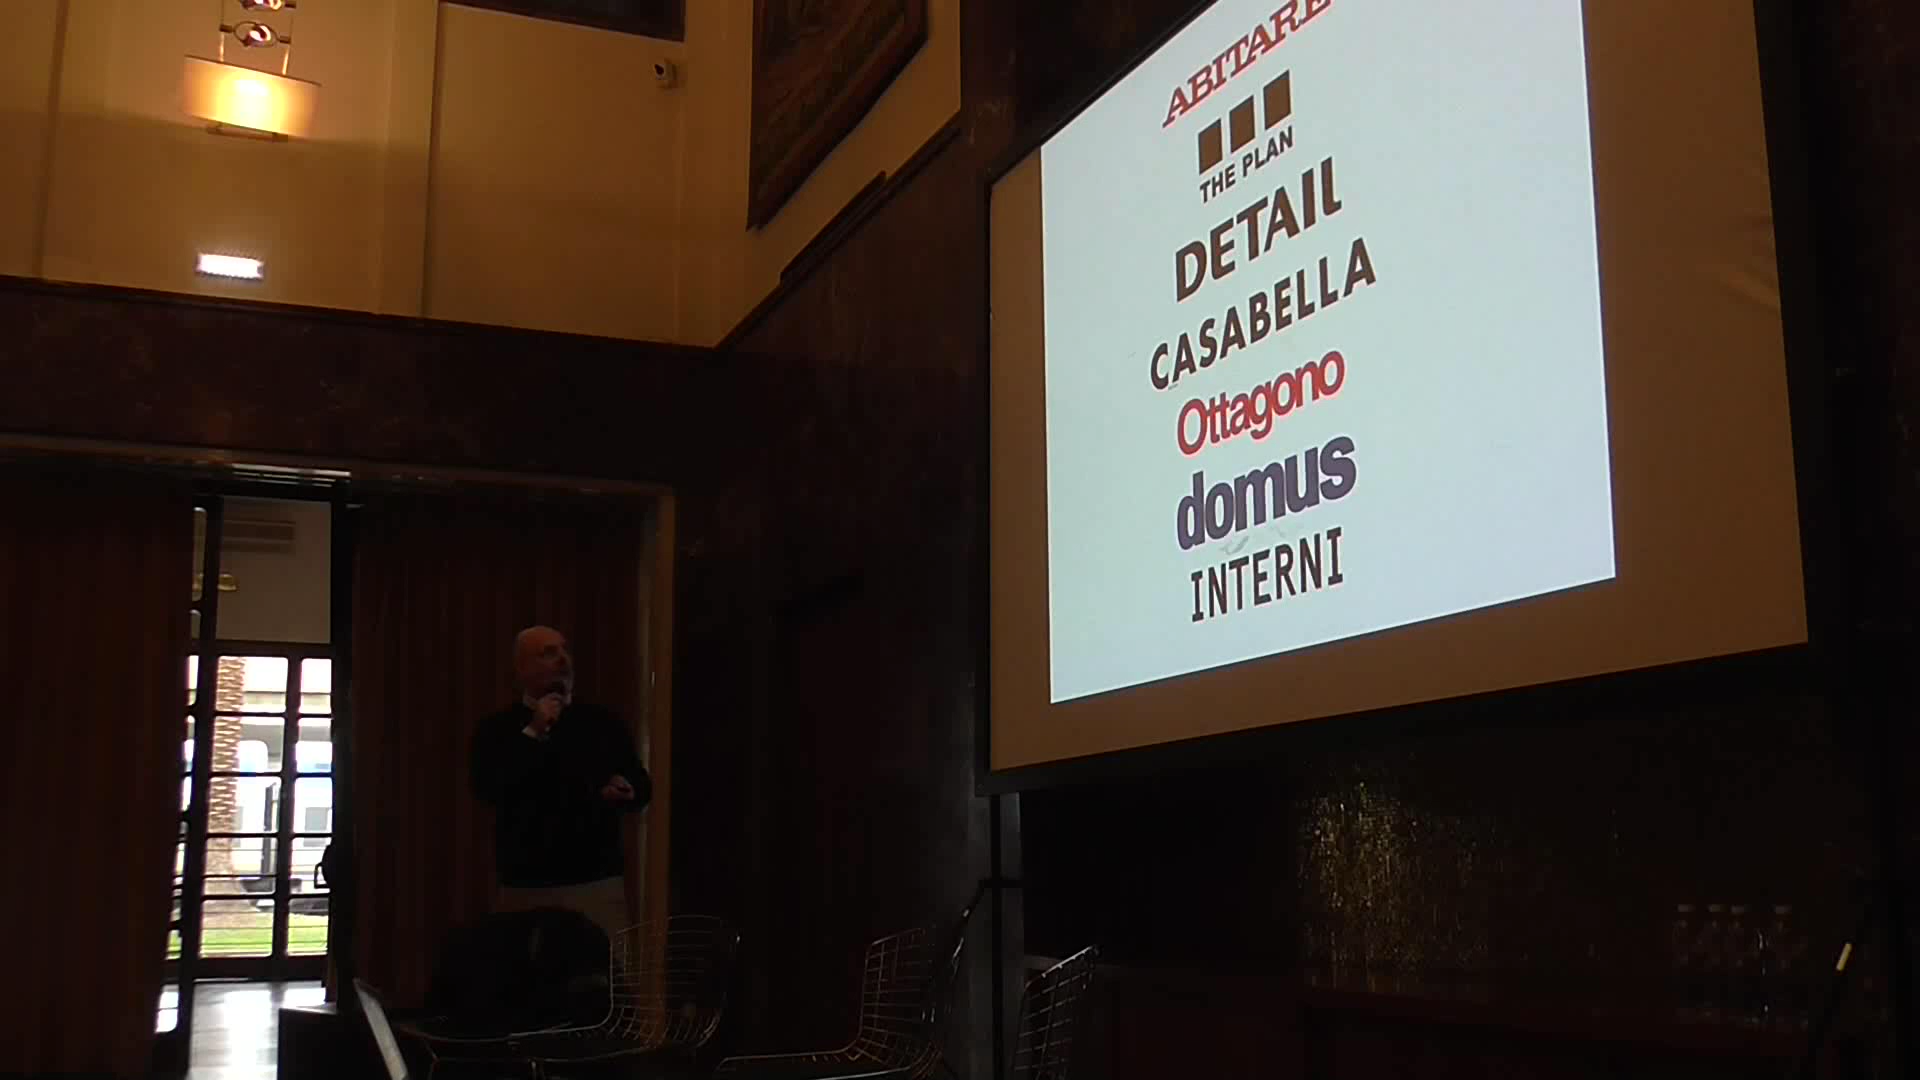 ABITARE
THE PLAN
DETAIL
CASABELLA
Ottagono
domus
INTERNI